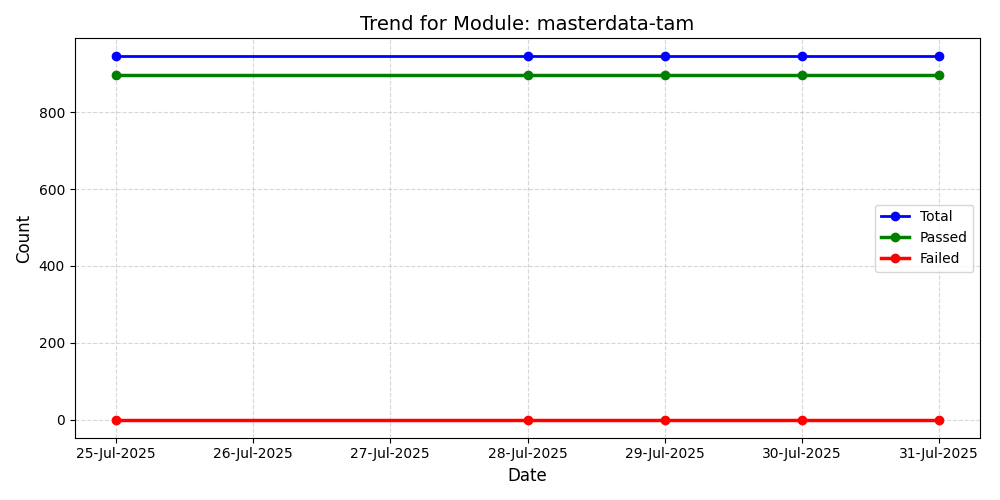 Trend for Module: masterdata-tam
Count
800
600
400
200
0
Total
Passed
Failed
25-Jul-2025 26-Jul-2025 27-Jul-2025 28-Jul-2025 29-Jul-2025 30-Jul-2025 31-Jul-2025
Date